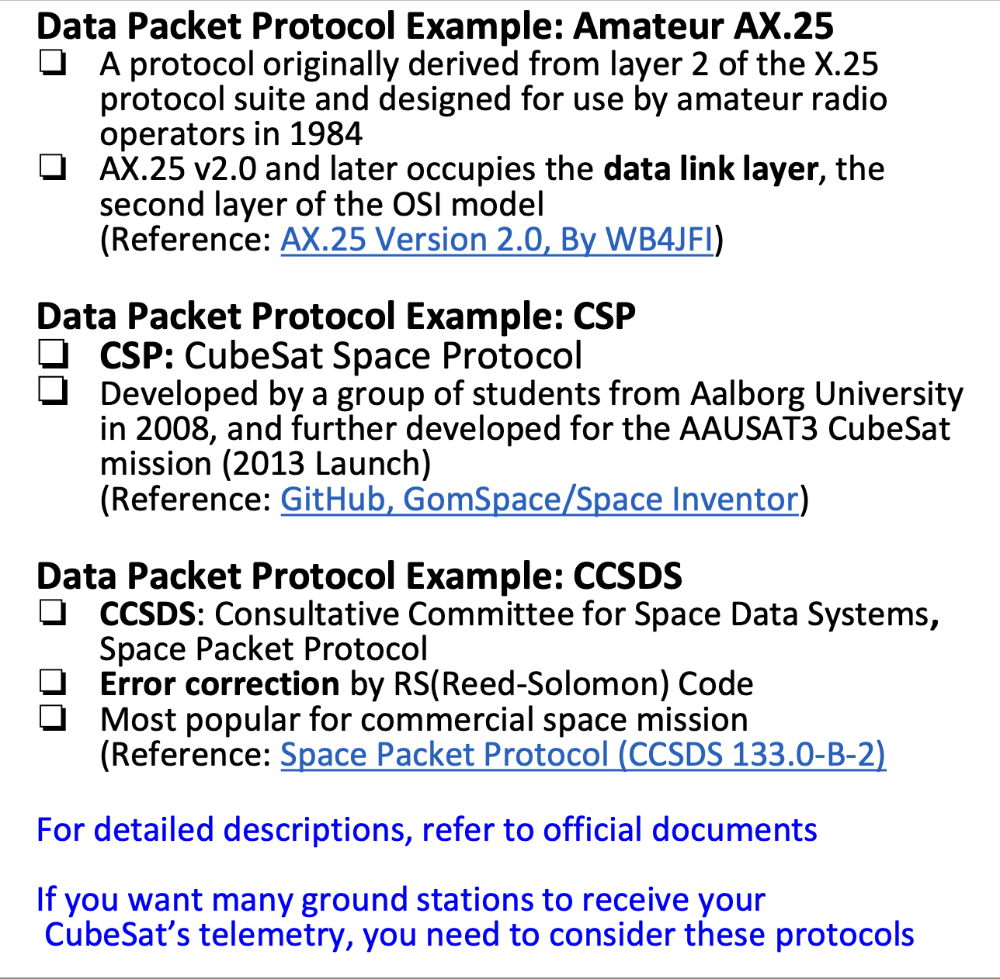 Data Packet Protocol Example: Amateur AX.25
❏ A protocol originally derived from layer 2 of the X.25
protocol suite and designed for use by amateur radio
operators in 1984
❏ AX.25 v2.0 and later occupies the data link layer, the
second layer of the OSI model
(Reference: AX.25 Version 2.0, By WB4JFI)
Data Packet Protocol Example: CSP
❏ CSP: CubeSat Space Protocol
❏ Developed by a group of students from Aalborg University
in 2008, and further developed for the AAUSAT3 CubeSat
mission (2013 Launch)
(Reference: GitHub, GomSpace/Space Inventor)
Data Packet Protocol Example: CCSDS
❏ CCSDS: Consultative Committee for Space Data Systems,
Space Packet Protocol
❏ Error correction by RS(Reed-Solomon) Code
❏ Most popular for commercial space mission
(Reference: Space Packet Protocol (CCSDS 133.0-B-2)
For detailed descriptions, refer to official documents
If you want many ground stations to receive your
CubeSat’s telemetry, you need to consider these protocols